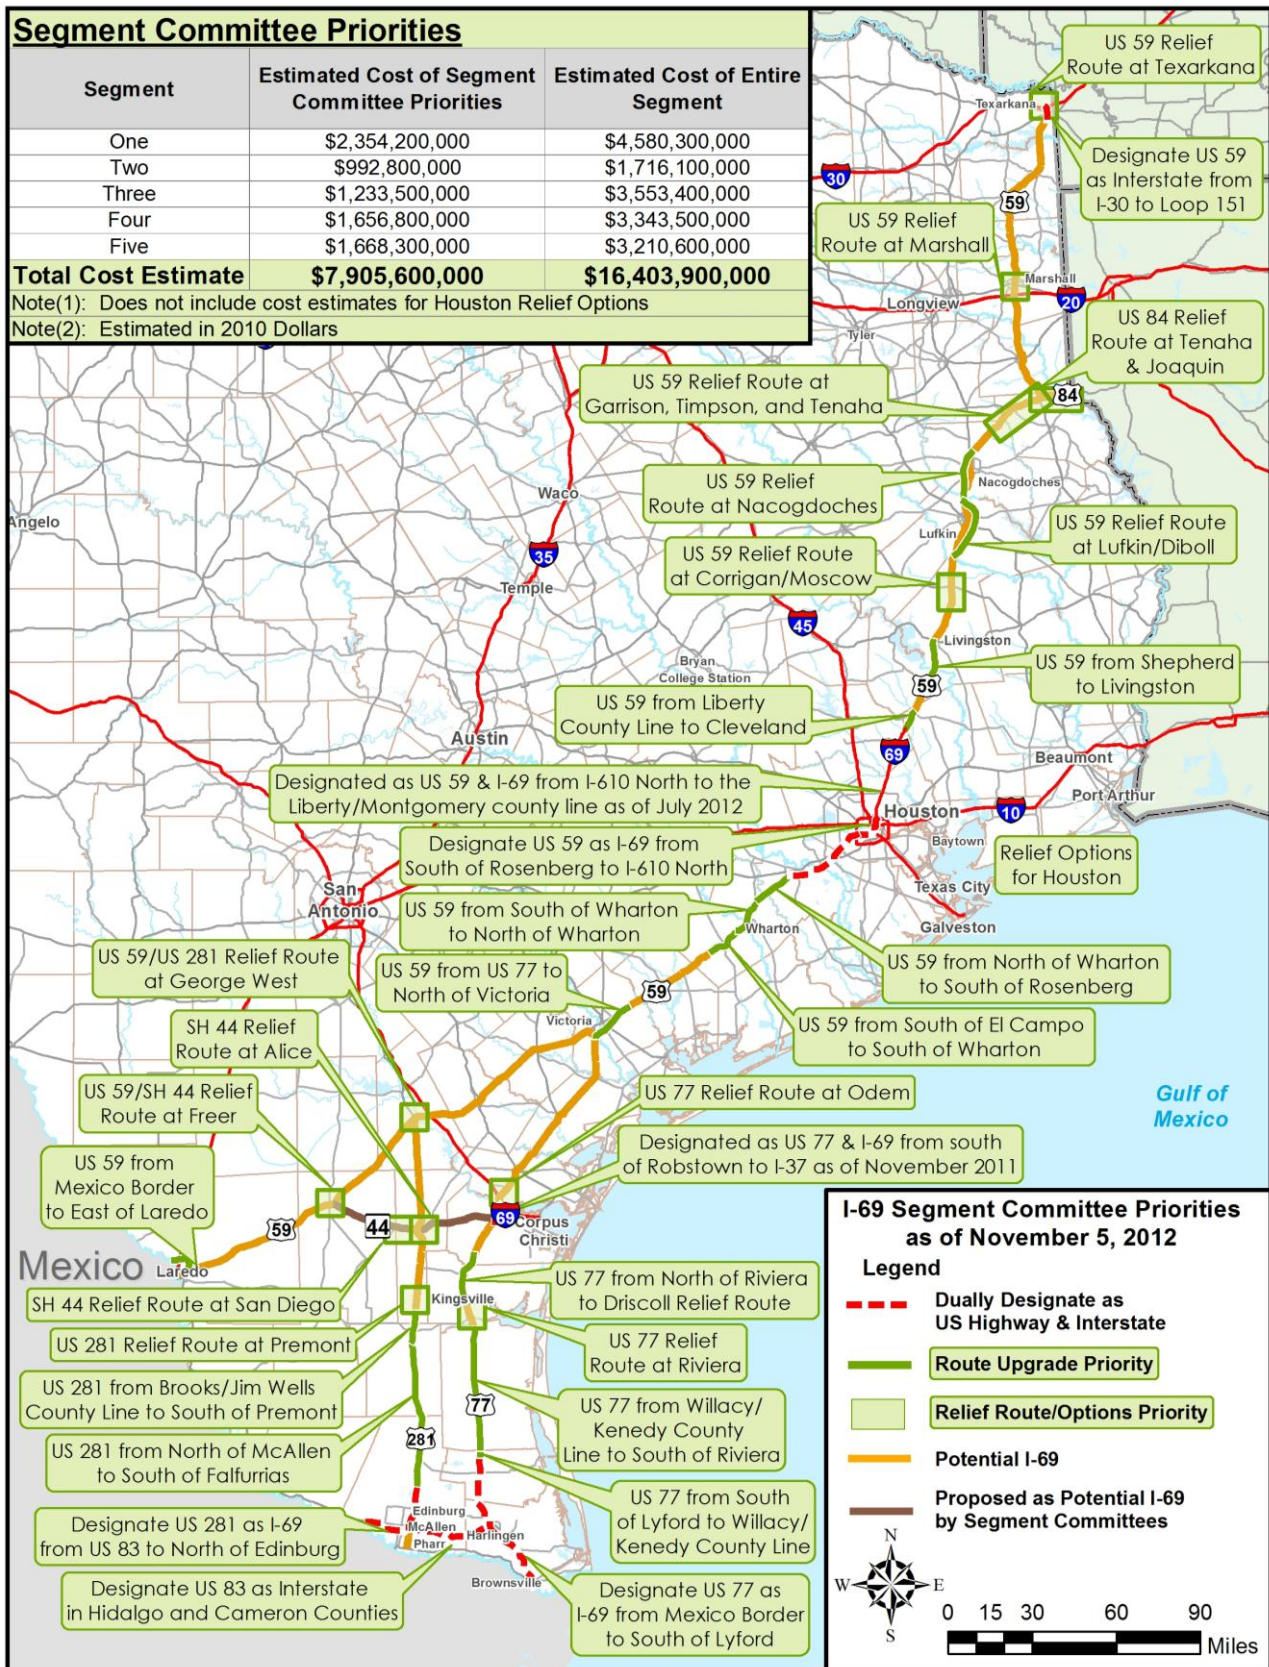 Segment Committee Priorities
Segment
Estimated Cost of Segment
Committee Priorities
Estimated Cost of Entire
Segment
One $2,354,200,000 $4,580,300,000
Two $992,800,000 $1,716,100,000
Three $1,233,500,000 $3,553,400,000
Four $1,656,800,000 $3,343,500,000
Five $1,668,300,000 $3,210,600,000
Total Cost Estimate $7,905,600,000 $16,403,900,000
Note(1): Does not include cost estimates for Houston Relief Options
Note(2): Estimated in 2010 Dollars
US 59 Relief
Route at Texarkana
Texarkana
Designate US 59
as Interstate from
I-30 to Loop 151
30
59
US 59 Relief
Route at Marshall
Marshall
Longview
20
Tyler
US 84 Relief
Route at Tenaha
& Joaquin
US 59 Relief Route at
Garrison, Timpson, and Tenaha
84
US 59 Relief
Route at Nacogdoches
Nacogdoches
Waco
Angelo
Lufkin
US 59 Relief Route
at Lufkin/Diboll
35
US 59 Relief Route
at Corrigan/Moscow
Temple
45
Livingston
Bryan
College Station
US 59 from Shepherd
to Livingston
59
US 59 from Liberty
County Line to Cleveland
Austin
69
Beaumont
Designated as US 59 & I-69 from I-610 North to the
Liberty/Montgomery county line as of July 2012
Port Arthur
Houston
10
Designate US 59 as I-69 from
South of Rosenberg to I-610 North
Baytown
Relief Options
for Houston
San
Antonio
Texas City
Galveston
US 59 from South of Wharton
to North of Wharton
Wharton
US 59/US 281 Relief Route
at George West
US 59 from US 77 to
North of Victoria
US 59 from North of Wharton
to South of Rosenberg
59
Victoria
US 59 from South of El Campo
to South of Wharton
SH 44 Relief
Route at Alice
US 59/SH 44 Relief
Route at Freer
US 77 Relief Route at Odem
Gulf of
Mexico
Designated as US 77 & I-69 from south
of Robstown to I-37 as of November 2011
US 59 from
Mexico Border
to East of Laredo
59
44
69
Corpus
Christi
Mexico
Laredo
SH 44 Relief Route at San Diego
Kingsville
US 77 from North of Riviera
to Driscoll Relief Route
US 281 Relief Route at Premont
US 77 Relief
Route at Riviera
US 281 from Brooks/Jim Wells
County Line to South of Premont
77
US 77 from Willacy/
Kenedy County
Line to South of Riviera
281
US 281 from North of McAllen
to South of Falfurrias
US 77 from South
of Lyford to Willacy/
Kenedy County Line
Edinburg
McAllen
Pharr
Harlingen
Designate US 281 as I-69
from US 83 to North of Edinburg
Brownsville
Designate US 83 as Interstate
in Hidalgo and Cameron Counties
Designate US 77 as
I-69 from Mexico Border
to South of Lyford
I-69 Segment Committee Priorities
as of November 5, 2012
Legend
Dually Designate as
US Highway & Interstate
Route Upgrade Priority
Relief Route/Options Priority
Potential I-69
Proposed as Potential I-69
by Segment Committees
N
W E
S
0 15 30 60 90
Miles